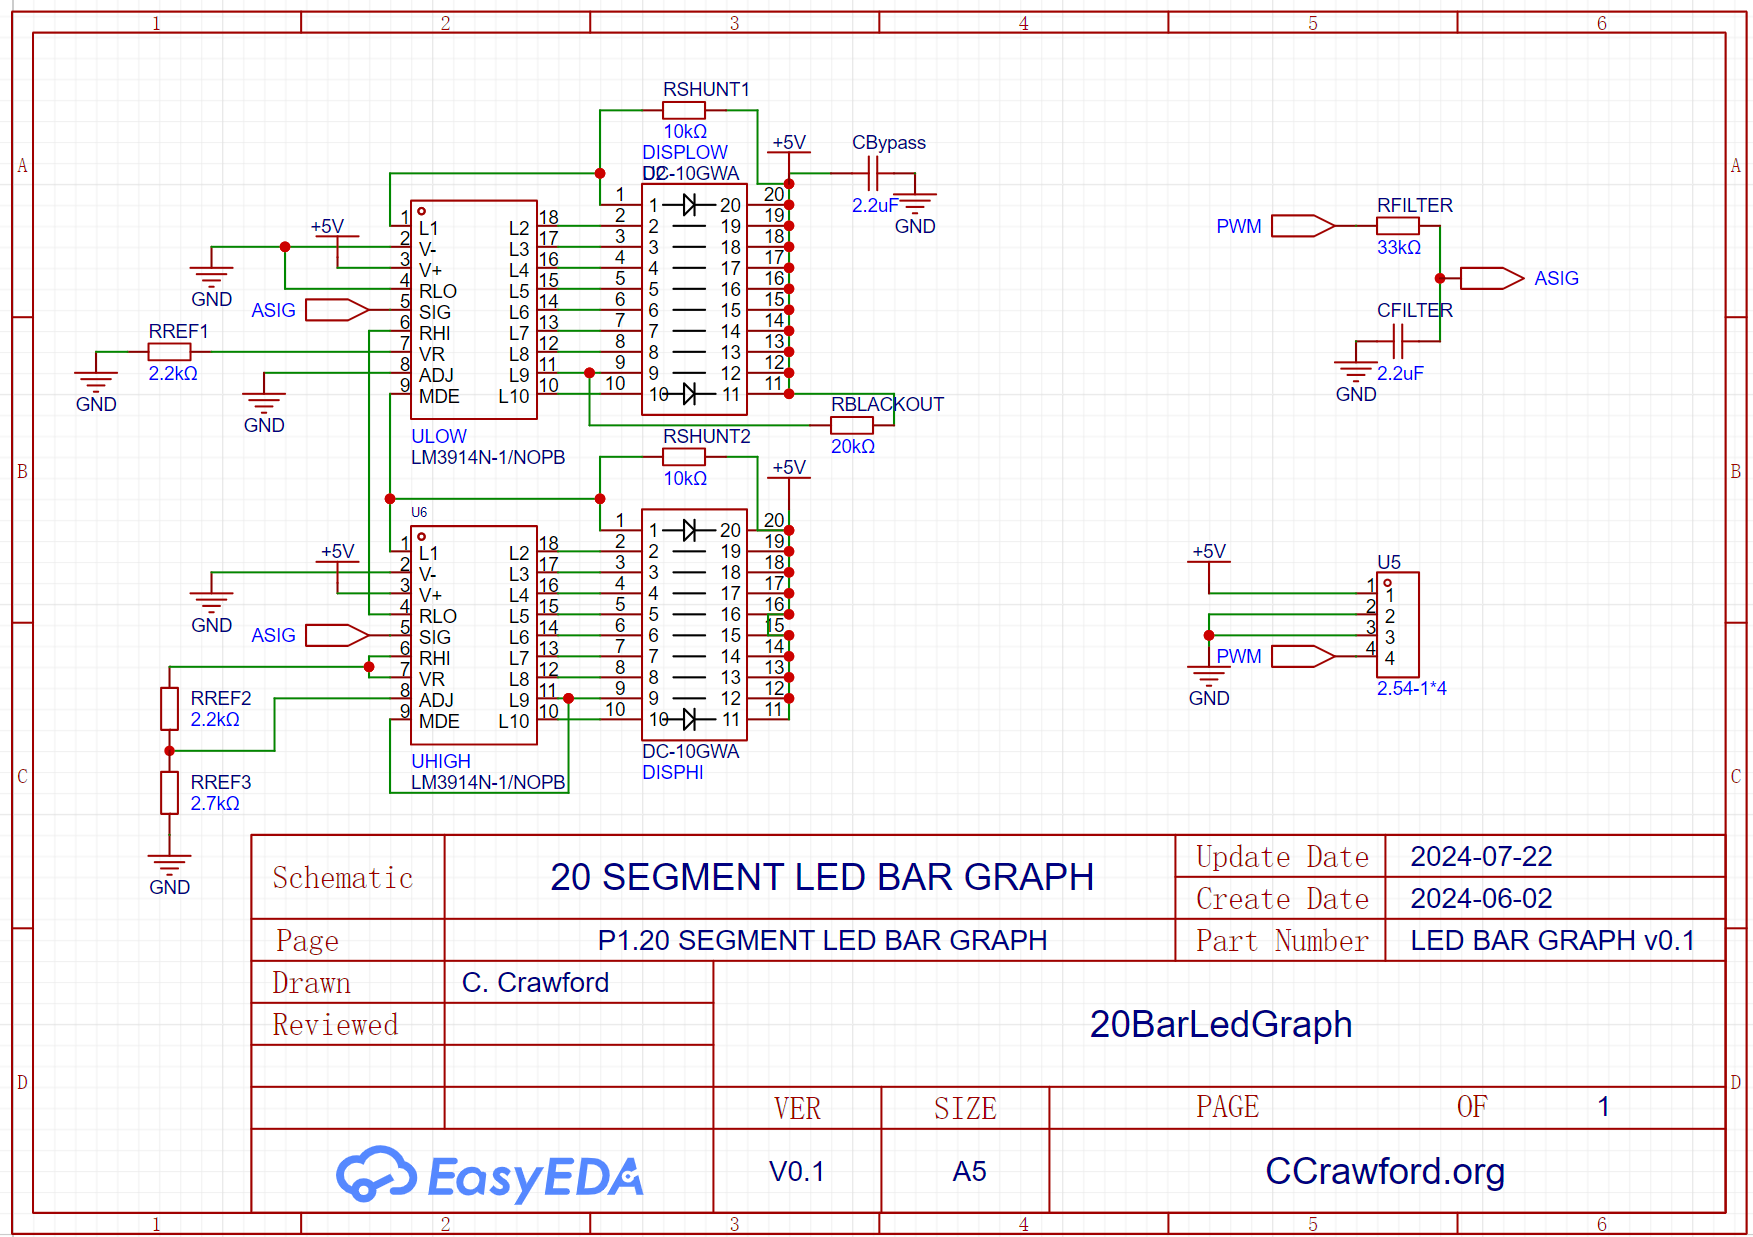 1 2 3 4 5 6
A A
B B
C C
D D
RSHUNT1
10kΩ
DISPLOW
DC-10GWA
+5V
CBypass
2.2uF
GND
1 2 3 4 5 6 7 8 9 10
1 2 3 4 5 6 7 8 9 10
20 19 18 17 16 15 14 13 12 11
20 19 18 17 16 15 14 13 12 11
+5V
GND
ASIG
RREF1
2.2kΩ
GND
GND
1 L1
2 V-
3 V+
4 RLO
5 SIG
6 RHI
7 VR
8 ADJ
9 MDE
L2 18
L3 17
L4 16
L5 15
L6 14
L7 13
L8 12
L9 11
L10 10
ULOW
LM3914N-1/NOPB
RBLACKOUT
20kΩ
RSHUNT2
10kΩ
+5V
U6
1 2 3 4 5 6 7 8 9 10
1 2 3 4 5 6 7 8 9 10
20 19 18 17 16 15 14 13 12 11
20 19 18 17 16 15 14 13 12 11
DC-10GWA
DISPHI
+5V
GND
ASIG
1 L1
2 V-
3 V+
4 RLO
5 SIG
6 RHI
7 VR
8 ADJ
9 MDE
L2 18
L3 17
L4 16
L5 15
L6 14
L7 13
L8 12
L9 11
L10 10
UHIGH
LM3914N-1/NOPB
RREF2
2.2kΩ
RREF3
2.7kΩ
GND
PWM
RFILTER
33kΩ
ASIG
CFILTER
2.2uF
GND
+5V
U5
1 1
2 2
3 3
4 4
PWM
GND
2.54-1*4
Schematic
20 SEGMENT LED BAR GRAPH
Update Date 2024-07-22
Create Date 2024-06-02
Page P1.20 SEGMENT LED BAR GRAPH
Part Number LED BAR GRAPH v0.1
Drawn C. Crawford
Reviewed
20BarLedGraph
VER SIZE PAGE OF 1
EasyEDA
V0.1 A5 CCrawford.org
1 2 3 4 5 6